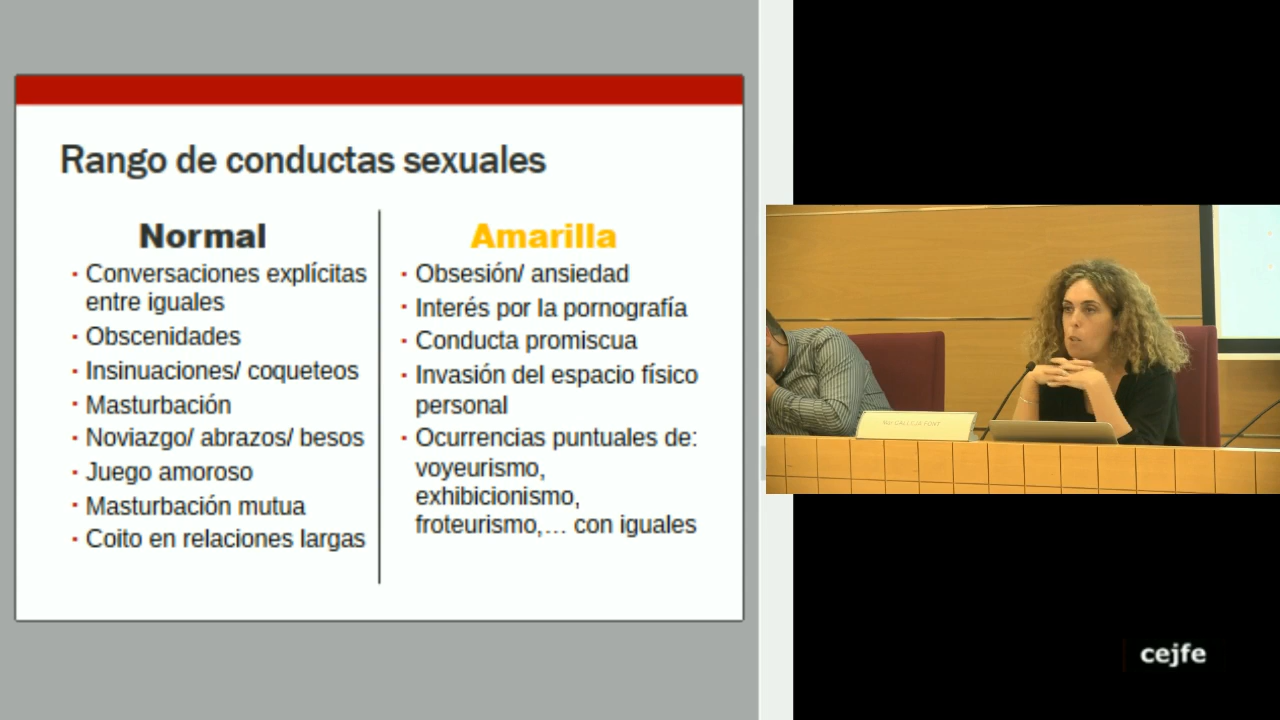 Rango de conductas sexuales
Normal
· Conversaciones explícitas
entre iguales
· Obscenidades
· Insinuaciones/ coqueteos
· Masturbación
· Noviazgo/ abrazos/ besos
· Juego amoroso
· Masturbación mutua
· Coito en relaciones largas
Amarilla
· Obsesión/ ansiedad
· Interés por la pornografía
· Conducta promiscua
· Invasión del espacio físico
personal
· Ocurrencias puntuales de:
voyeurismo,
exhibicionismo,
froteurismo,… con iguales
cejfe